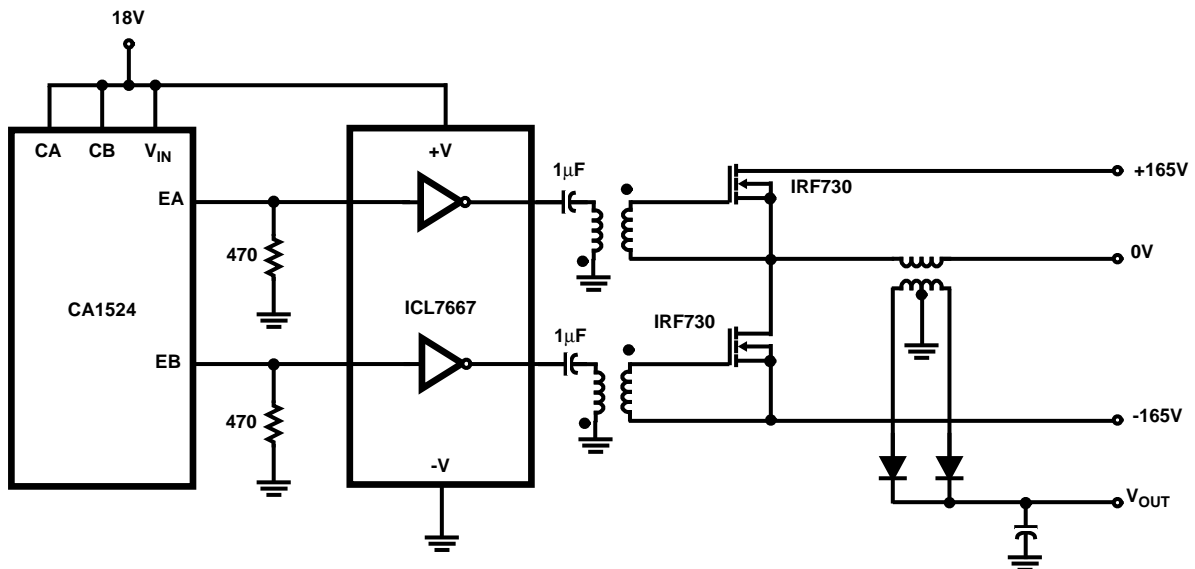 18V
CA CB VIN
+V
EA
1μF
IRF730
+165V
470
0V
CA1524
ICL7667
IRF730
1μF
EB
470
-165V
-V
VOUT